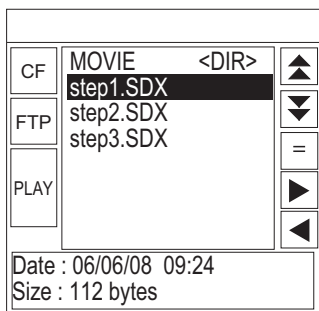 CF
FTP
PLAY
MOVIE <DIR>
step1.SDX
step2.SDX
step3.SDX
=
Date : 06/06/08 09:24
Size : 112 bytes